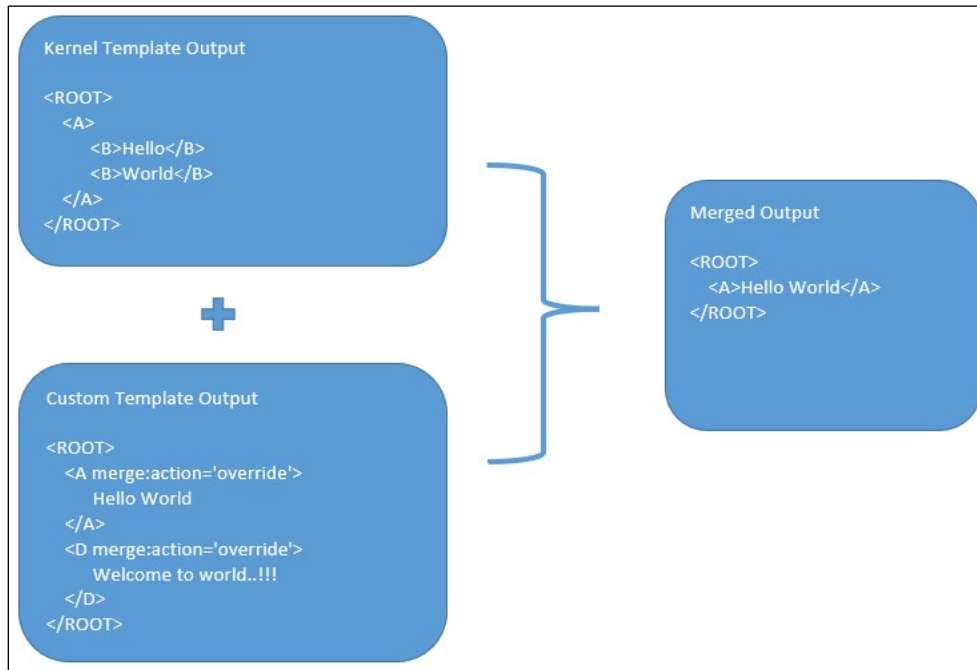 Kernel Template Output
<ROOT>
<A>
<B>Hello</B>
<B>World</B>
</A>
</ROOT>
Custom Template Output
<ROOT>
<A merge:action='override'>
Hello World
</A>
<D merge:action='override'>
Welcome to world..!!!
</D>
</ROOT>
Merged Output
<ROOT>
<A>Hello World</A>
</ROOT>